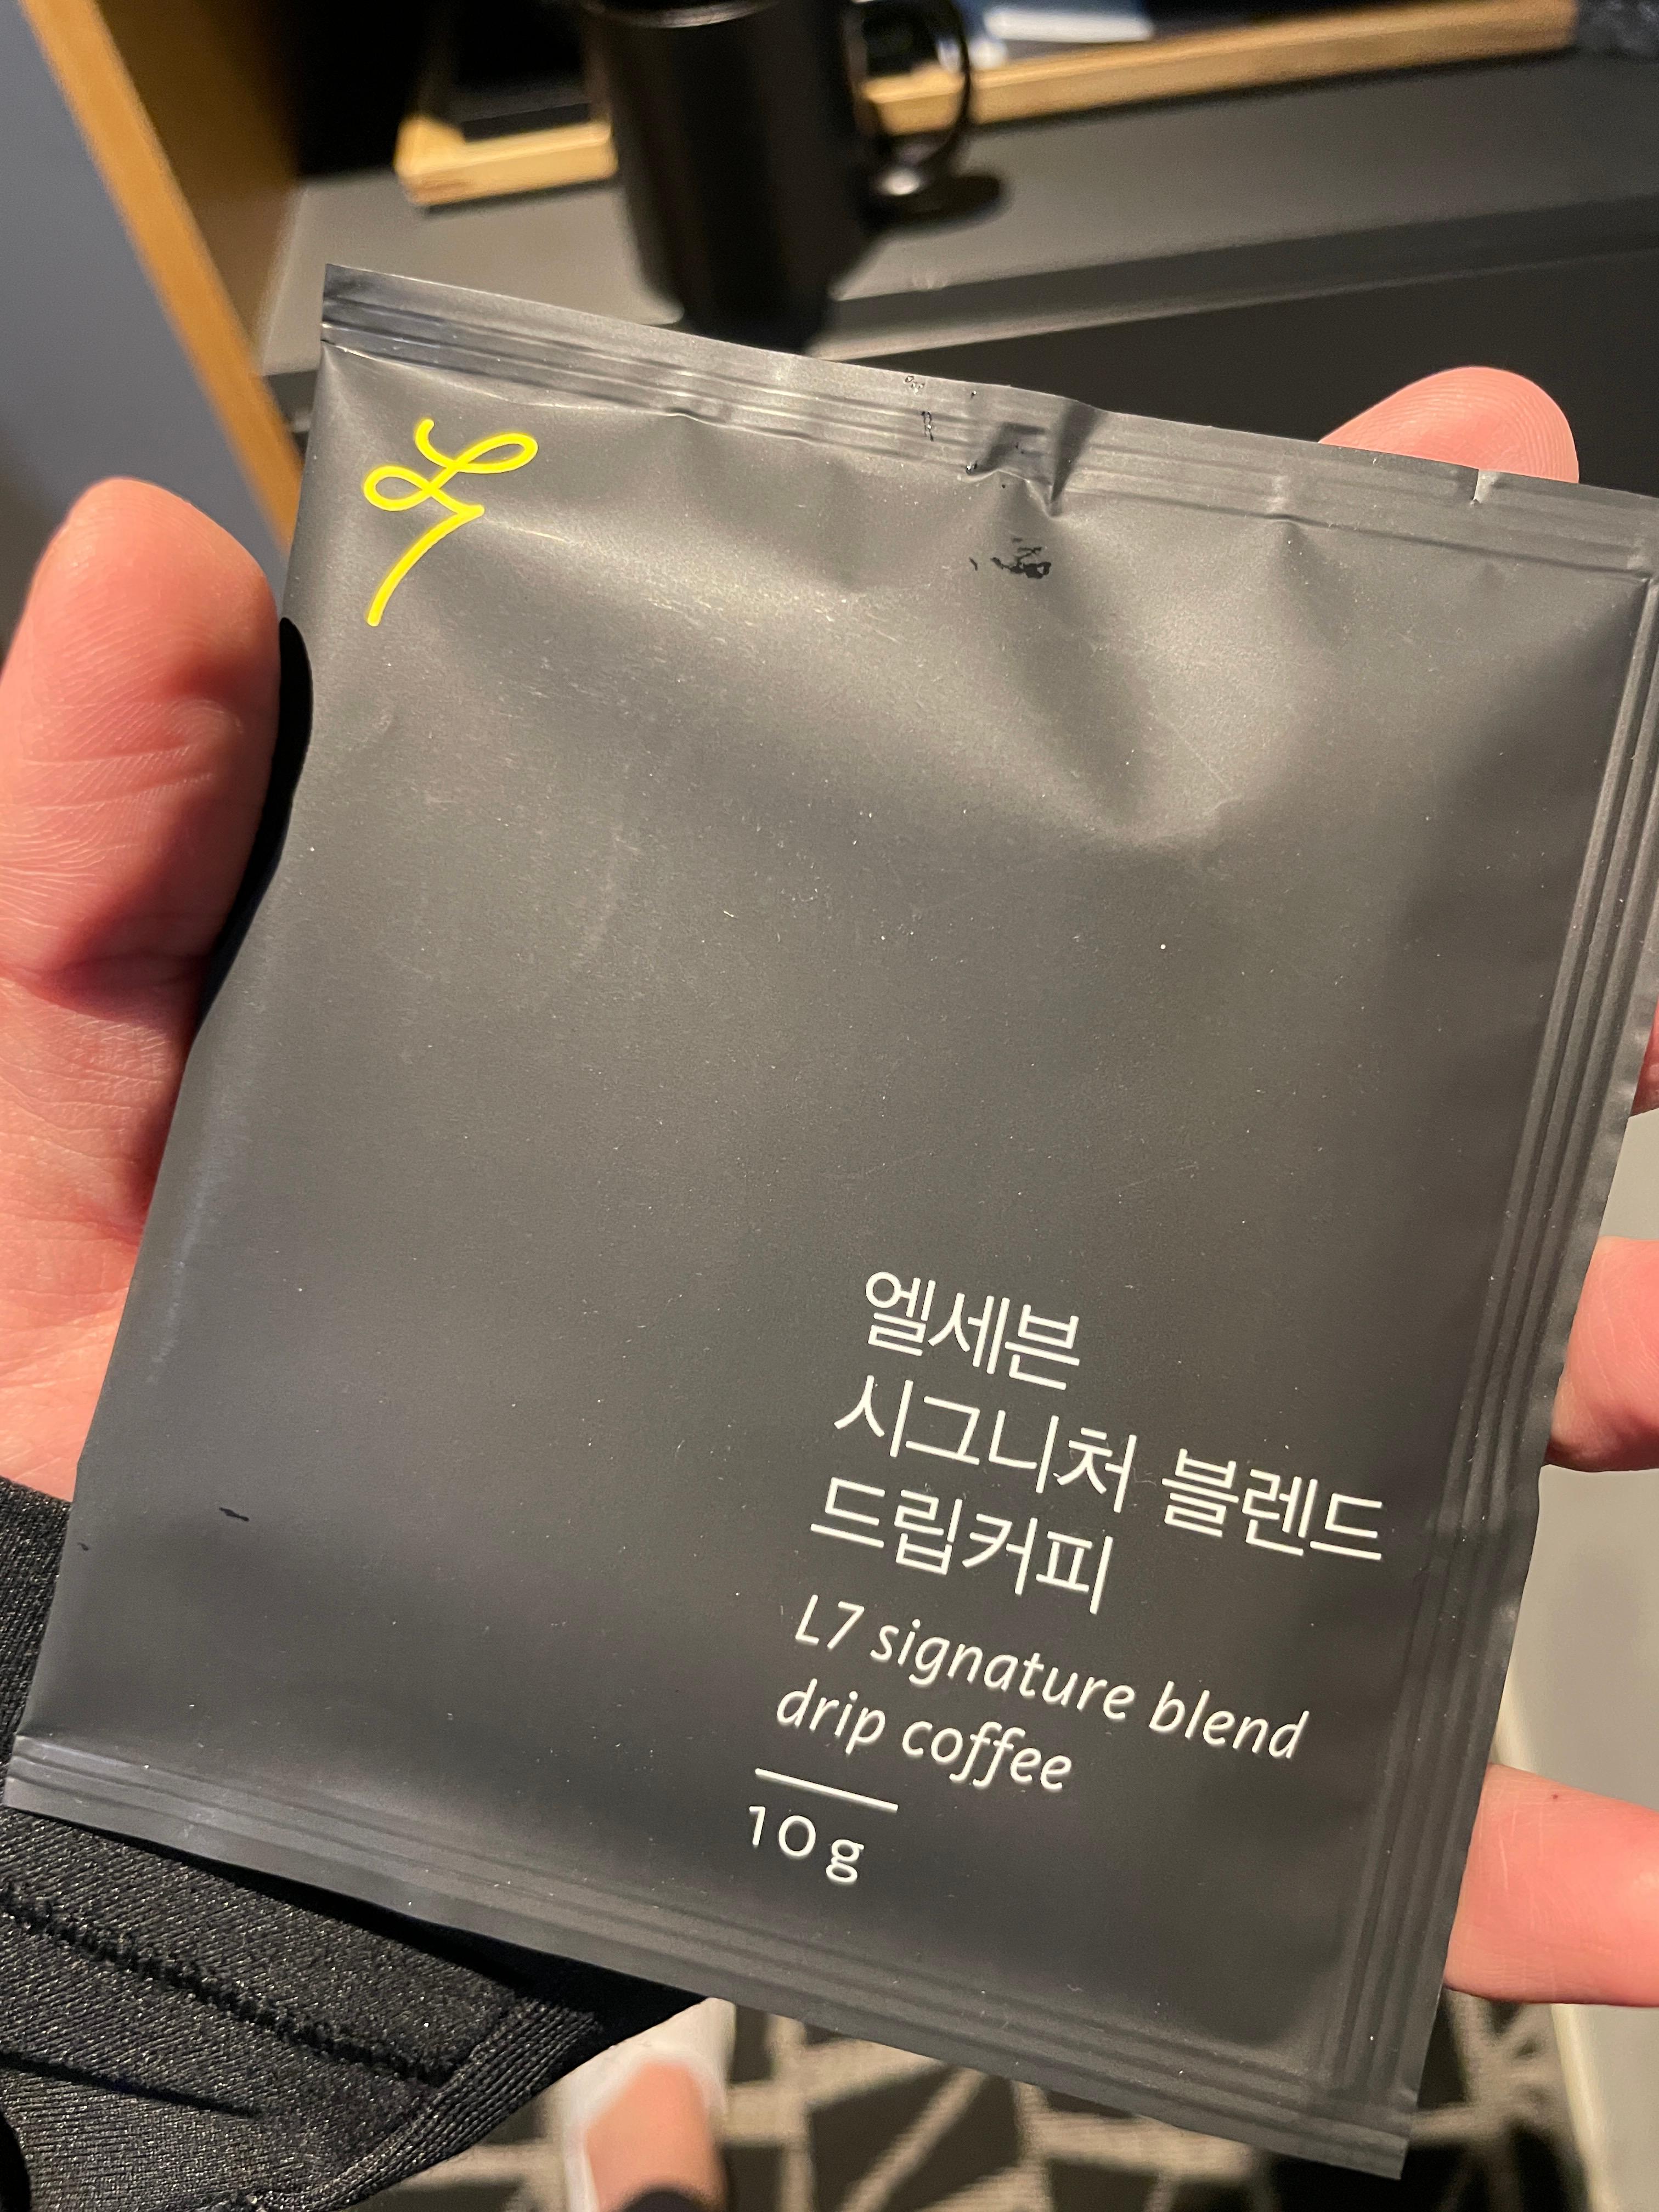 엘세븐
시그니처 블렌드
드립커피
L7 signature blend
drip coffee
10g